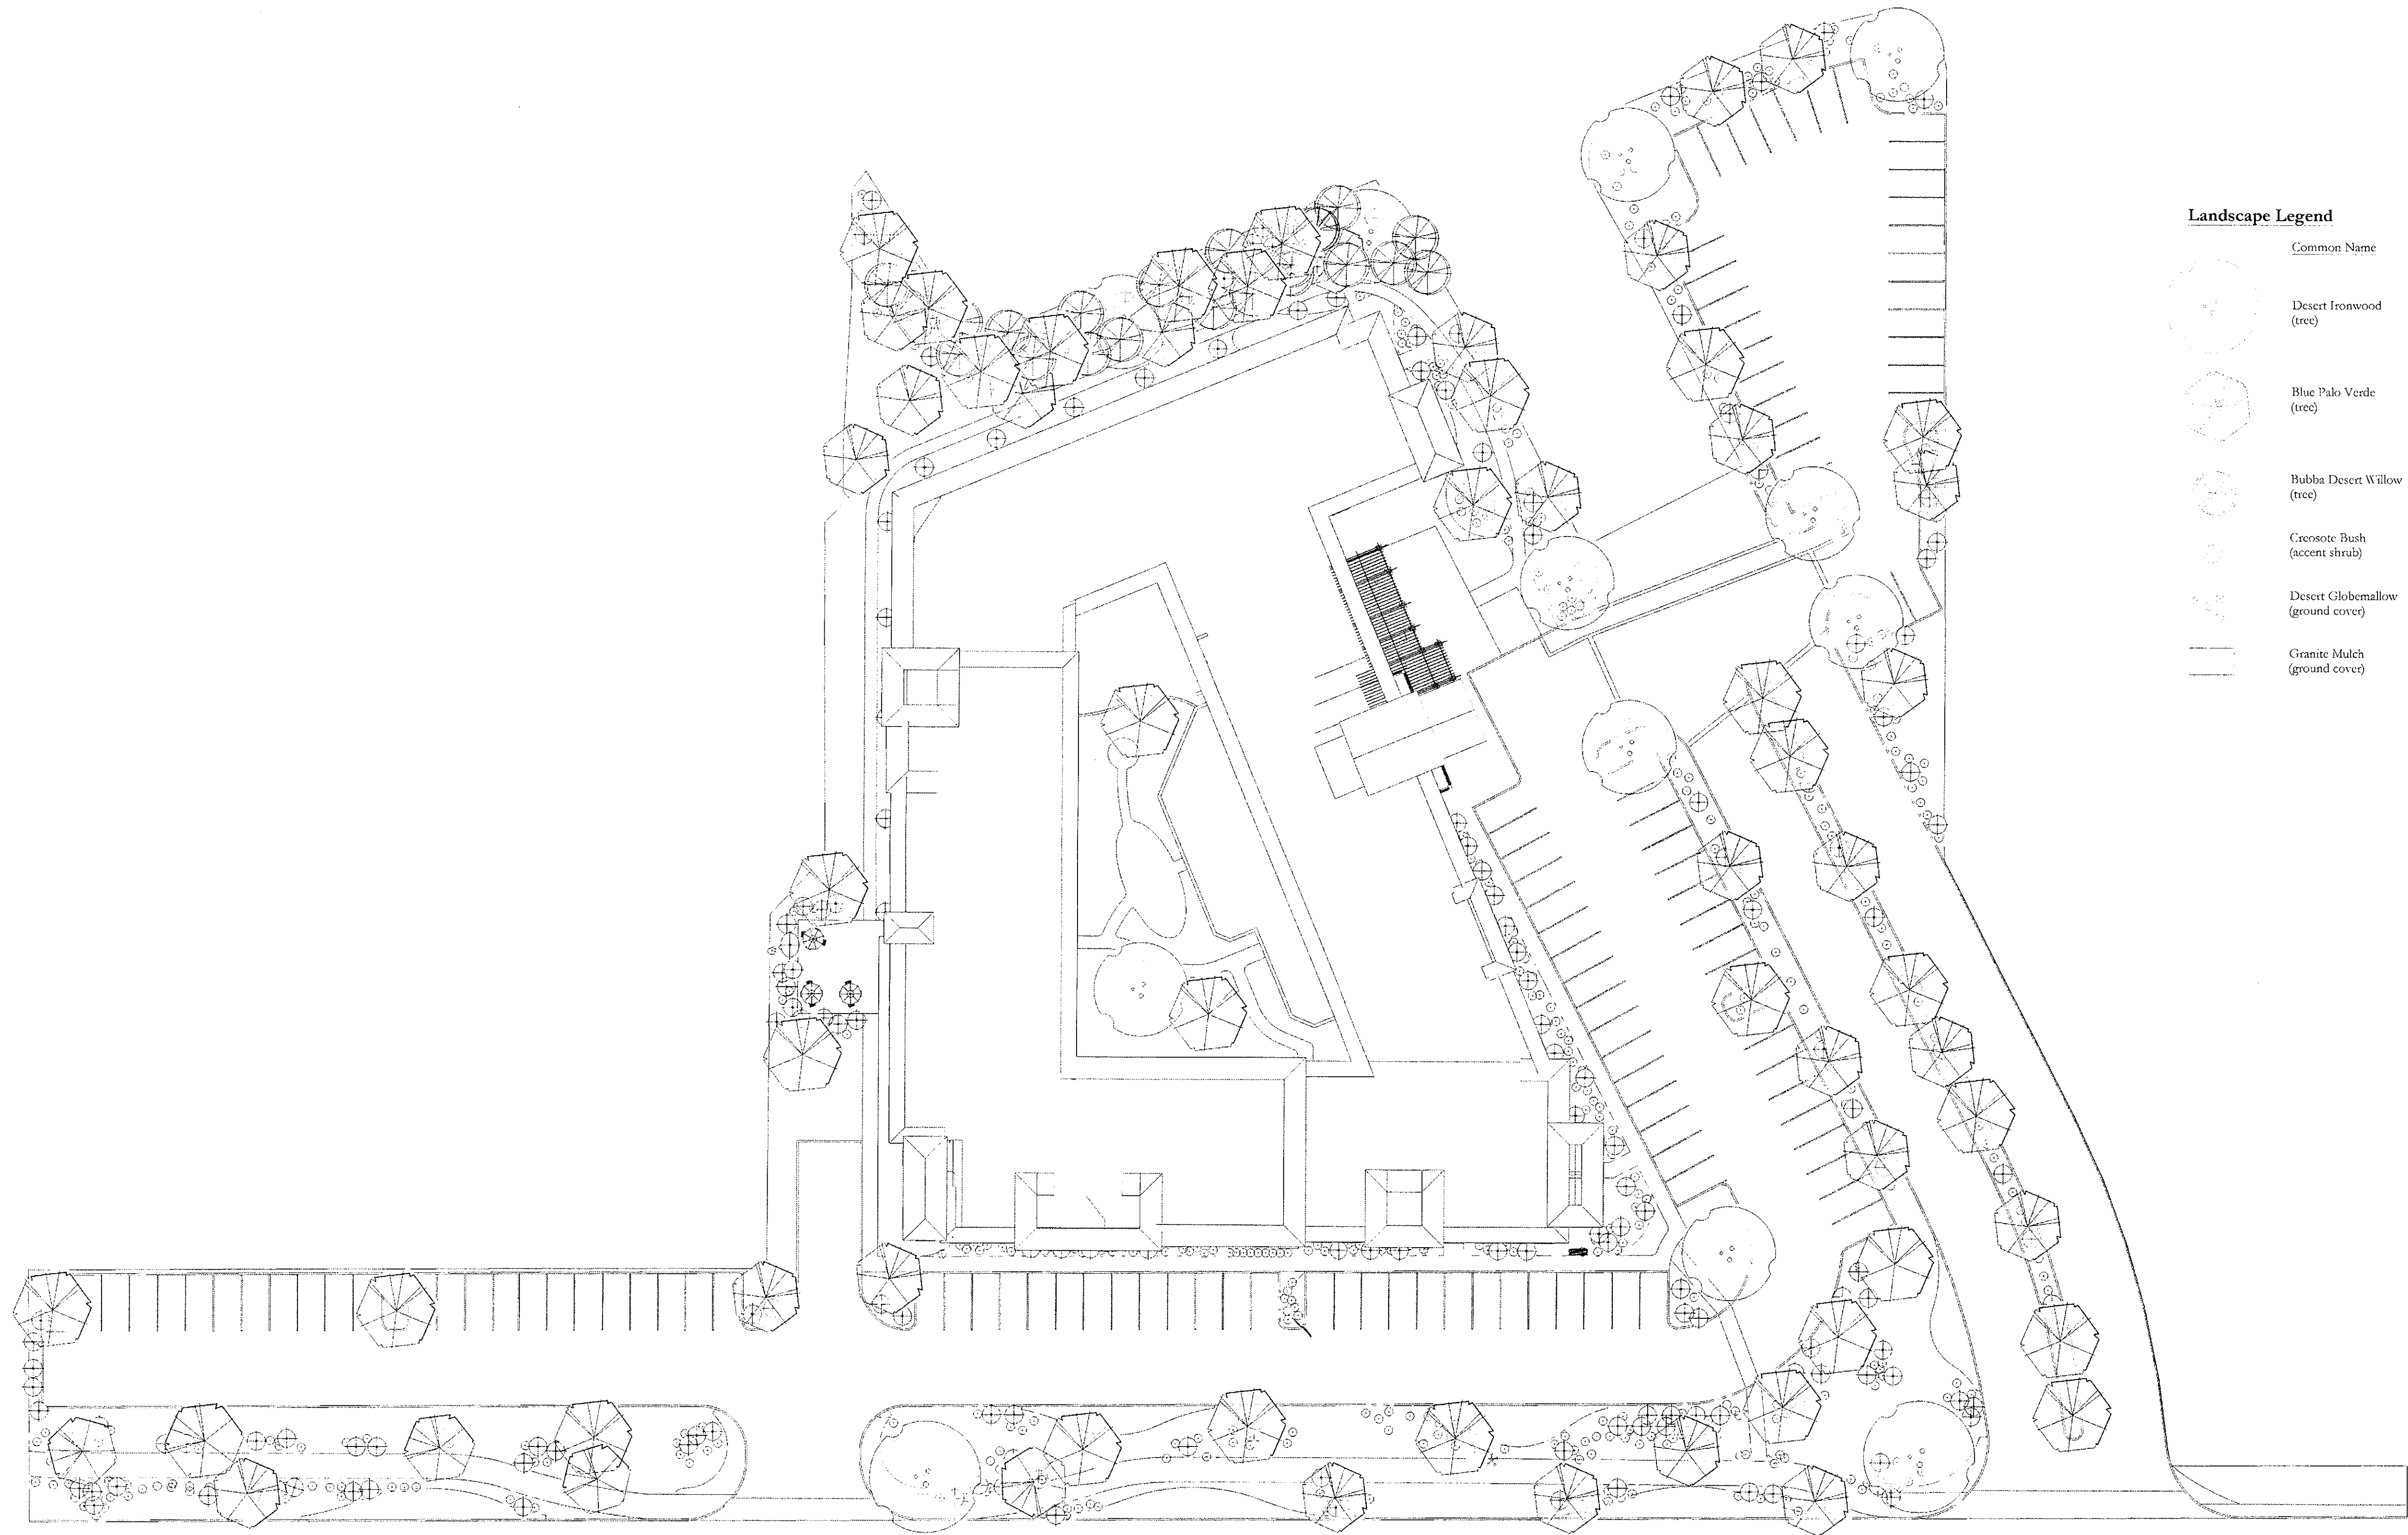 Landscape Legend
Common Name
Desert Ironwood
(tree)
Blue Palo Verde
(tree)
Bubba Desert Willow
(tree)
Creosote Bush
(accent shrub)
Desert Globemallow
(ground cover)
Granite Mulch
(ground cover)